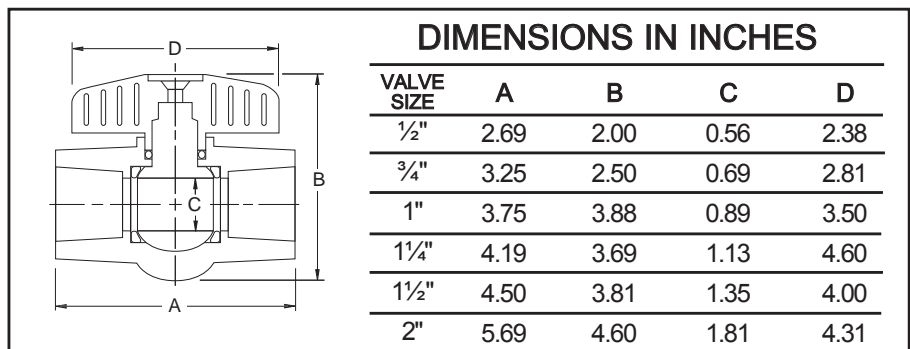 D
B
C
A
DIMENSIONS IN INCHES
VALVE SIZE A B C D
½" 2.69 2.00 0.56 2.38
¾" 3.25 2.50 0.69 2.81
1" 3.75 3.88 0.89 3.50
1¼" 4.19 3.69 1.13 4.60
1½" 4.50 3.81 1.35 4.00
2" 5.69 4.60 1.81 4.31